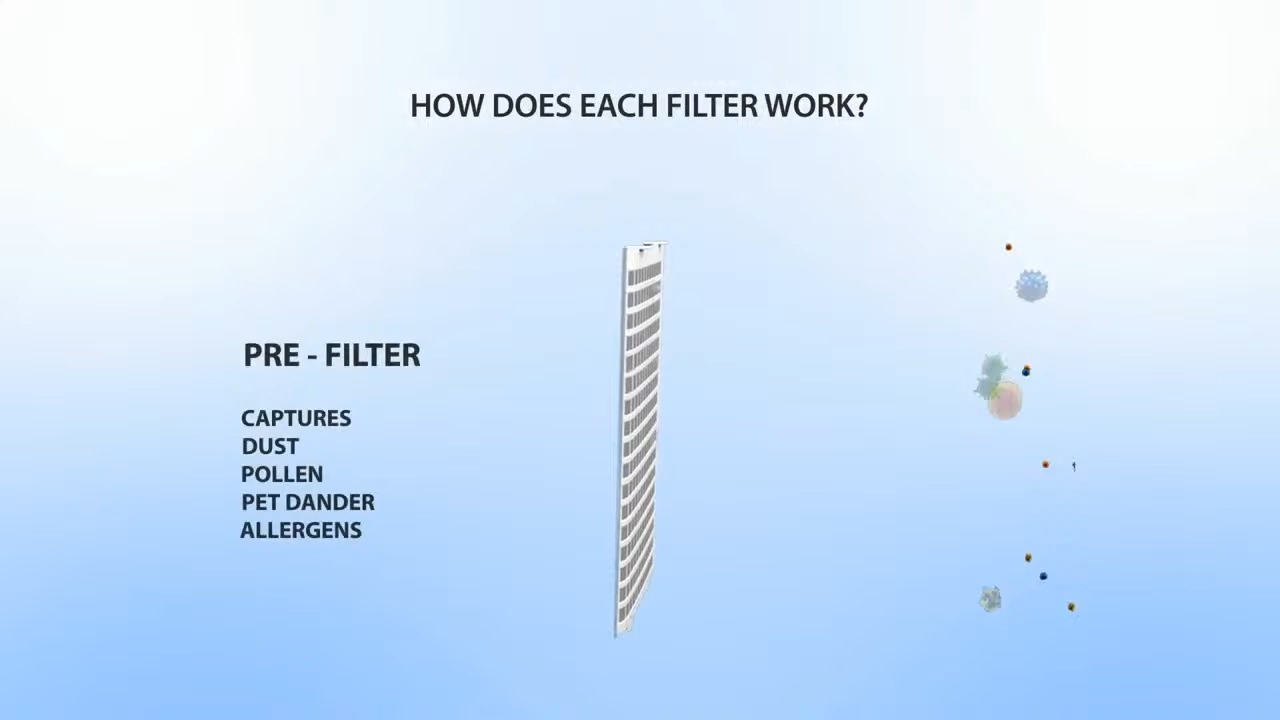 HOW DOES EACH FILTER WORK?
PRE - FILTER
CAPTURES
DUST
POLLEN
PET DANDER
ALLERGENS